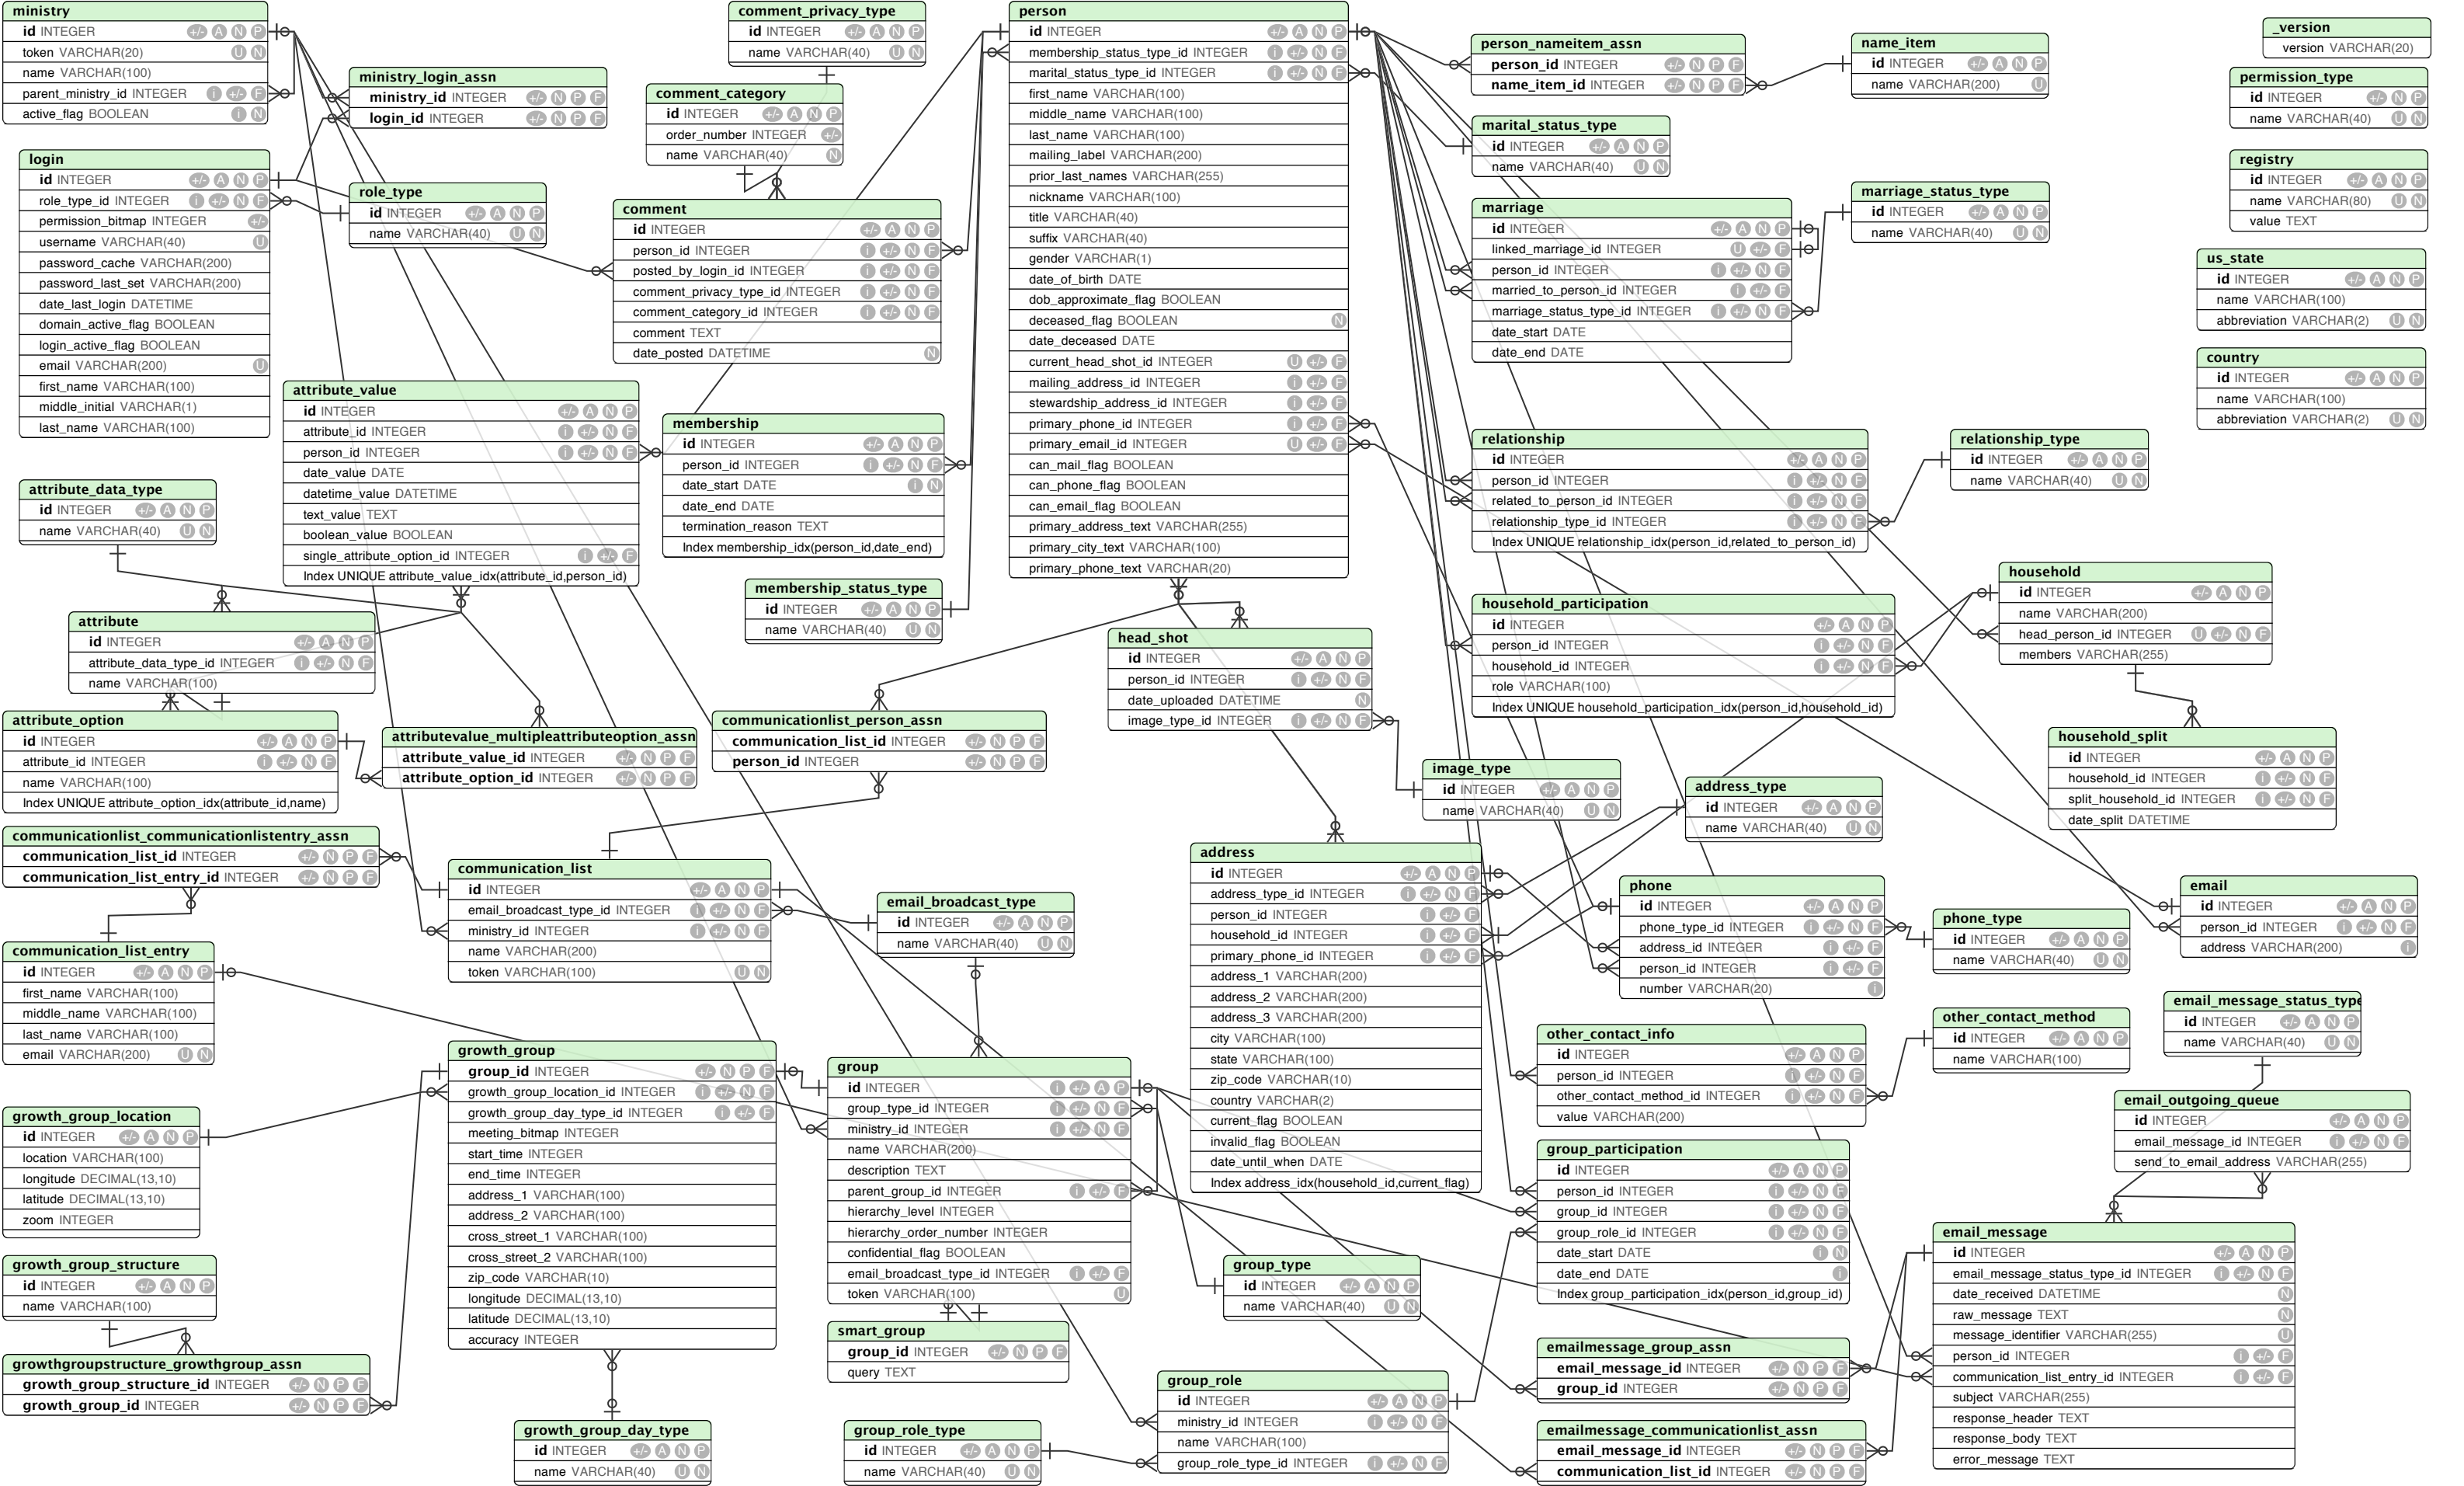 ministry
id INTEGER +/- A N P
token VARCHAR(20) U N
name VARCHAR(100)
parent_ministry_id INTEGER i +/- F
active_flag BOOLEAN i N
ministry_login_assn
ministry_id INTEGER +/- N P F
login_id INTEGER +/- N P F
login
id INTEGER +/- A N P
role_type_id INTEGER i +/- N F
permission_bitmap INTEGER +/-
username VARCHAR(40) U
password_cache VARCHAR(200)
password_last_set VARCHAR(200)
date_last_login DATETIME
domain_active_flag BOOLEAN
login_active_flag BOOLEAN
email VARCHAR(200) U
first_name VARCHAR(100)
middle_initial VARCHAR(1)
last_name VARCHAR(100)
role_type
id INTEGER +/- A N P
name VARCHAR(40) U N
comment_privacy_type
id INTEGER +/- A N P
name VARCHAR(40) U N
comment_category
id INTEGER +/- A N P
order_number INTEGER +/-
name VARCHAR(40) N
comment
id INTEGER +/- A N P
person_id INTEGER i +/- N F
posted_by_login_id INTEGER i +/- N F
comment_privacy_type_id INTEGER i +/- N F
comment_category_id INTEGER i +/- N F
comment TEXT
date_posted DATETIME N
person
id INTEGER +/- A N P
membership_status_type_id INTEGER i +/- N F
marital_status_type_id INTEGER i +/- N F
first_name VARCHAR(100)
middle_name VARCHAR(100)
last_name VARCHAR(100)
mailing_label VARCHAR(200)
prior_last_names VARCHAR(255)
nickname VARCHAR(100)
title VARCHAR(40)
suffix VARCHAR(40)
gender VARCHAR(1)
date_of_birth DATE
dob_approximate_flag BOOLEAN
deceased_flag BOOLEAN N
date_deceased DATE
current_head_shot_id INTEGER U +/- F
mailing_address_id INTEGER i +/- F
stewardship_address_id INTEGER i +/- F
primary_phone_id INTEGER i +/- F
primary_email_id INTEGER U +/- F
can_mail_flag BOOLEAN
can_phone_flag BOOLEAN
can_email_flag BOOLEAN
primary_address_text VARCHAR(255)
primary_city_text VARCHAR(100)
primary_phone_text VARCHAR(20)
person_nameitem_assn
person_id INTEGER +/- N P F
name_item_id INTEGER +/- N P F
name_item
id INTEGER +/- A N P
name VARCHAR(200) U
_version
version VARCHAR(20)
permission_type
id INTEGER +/- N P
name VARCHAR(40) U N
marital_status_type
id INTEGER +/- A N P
name VARCHAR(40) U N
registry
id INTEGER +/- A N P
name VARCHAR(80) U N
value TEXT
marriage
id INTEGER +/- A N P
linked_marriage_id INTEGER U +/- F
person_id INTEGER i +/- N F
married_to_person_id INTEGER i +/- F
marriage_status_type_id INTEGER i +/- N F
date_start DATE
date_end DATE
marriage_status_type
id INTEGER +/- A N P
name VARCHAR(40) U N
us_state
id INTEGER +/- A N P
name VARCHAR(100)
abbreviation VARCHAR(2) U N
country
id INTEGER +/- A N P
name VARCHAR(100)
abbreviation VARCHAR(2) U N
attribute_value
id INTEGER +/- A N P
attribute_id INTEGER i +/- N F
person_id INTEGER i +/- N F
date_value DATE
datetime_value DATETIME
text_value TEXT
boolean_value BOOLEAN
single_attribute_option_id INTEGER i +/- F
Index UNIQUE attribute_value_idx(attribute_id,person_id)
membership
id INTEGER +/- A N P
person_id INTEGER i +/- N F
date_start DATE i N
date_end DATE
termination_reason TEXT
Index membership_idx(person_id,date_end)
relationship
id INTEGER +/- A N P
person_id INTEGER i +/- N F
related_to_person_id INTEGER i +/- N F
relationship_type_id INTEGER i +/- N F
Index UNIQUE relationship_idx(person_id,related_to_person_id)
relationship_type
id INTEGER +/- A N P
name VARCHAR(40) U N
attribute_data_type
id INTEGER +/- A N P
name VARCHAR(40) U N
membership_status_type
id INTEGER +/- A N P
name VARCHAR(40) U N
household
id INTEGER +/- A N P
name VARCHAR(200)
head_person_id INTEGER U +/- N F
members VARCHAR(255)
household_participation
id INTEGER +/- A N P
person_id INTEGER i +/- N F
household_id INTEGER i +/- N F
role VARCHAR(100)
Index UNIQUE household_participation_idx(person_id,household_id)
attribute
id INTEGER +/- A N P
attribute_data_type_id INTEGER i +/- N F
name VARCHAR(100)
head_shot
id INTEGER +/- A N P
person_id INTEGER i +/- N F
date_uploaded DATETIME N
image_type_id INTEGER i +/- N F
attribute_option
id INTEGER +/- A N P
attribute_id INTEGER i +/- N F
name VARCHAR(100)
Index UNIQUE attribute_option_idx(attribute_id,name)
attributevalue_multipleattributeoption_assn
attribute_value_id INTEGER +/- N P F
attribute_option_id INTEGER +/- N P F
communicationlist_person_assn
communication_list_id INTEGER +/- N P F
person_id INTEGER +/- N P F
household_split
id INTEGER +/- A N P
household_id INTEGER i +/- N F
split_household_id INTEGER i +/- N F
date_split DATETIME
image_type
id INTEGER +/- A N P
name VARCHAR(40) U N
address_type
id INTEGER +/- A N P
name VARCHAR(40) U N
communicationlist_communicationlistentry_assn
communication_list_id INTEGER +/- N P F
communication_list_entry_id INTEGER +/- N P F
communication_list
id INTEGER +/- A N P
email_broadcast_type_id INTEGER i +/- N F
ministry_id INTEGER i +/- N F
name VARCHAR(200)
token VARCHAR(100) U N
email_broadcast_type
id INTEGER +/- A N P
name VARCHAR(40) U N
address
id INTEGER +/- A N P
address_type_id INTEGER i +/- N F
person_id INTEGER i +/- F
household_id INTEGER i +/- F
primary_phone_id INTEGER i +/- F
address_1 VARCHAR(200)
address_2 VARCHAR(200)
address_3 VARCHAR(200)
city VARCHAR(100)
state VARCHAR(100)
zip_code VARCHAR(10)
country VARCHAR(2)
current_flag BOOLEAN
invalid_flag BOOLEAN
date_until_when DATE
Index address_idx(household_id,current_flag)
phone
id INTEGER +/- A N P
phone_type_id INTEGER i +/- N F
address_id INTEGER i +/- F
person_id INTEGER i +/- F
number VARCHAR(20) i
phone_type
id INTEGER +/- A N P
name VARCHAR(40) U N
email
id INTEGER +/- A N P
person_id INTEGER i +/- N F
address VARCHAR(200) i
communication_list_entry
id INTEGER +/- A N P
first_name VARCHAR(100)
middle_name VARCHAR(100)
last_name VARCHAR(100)
email VARCHAR(200) U N
email_message_status_type
id INTEGER +/- A N P
name VARCHAR(40) U N
other_contact_method
id INTEGER +/- A N P
name VARCHAR(100)
other_contact_info
id INTEGER +/- A N P
person_id INTEGER i +/- N F
other_contact_method_id INTEGER i +/- N F
value VARCHAR(200)
growth_group
group_id INTEGER +/- N P F
growth_group_location_id INTEGER i +/- N F
growth_group_day_type_id INTEGER i +/- F
meeting_bitmap INTEGER
start_time INTEGER
end_time INTEGER
address_1 VARCHAR(100)
address_2 VARCHAR(100)
cross_street_1 VARCHAR(100)
cross_street_2 VARCHAR(100)
zip_code VARCHAR(10)
longitude DECIMAL(13,10)
latitude DECIMAL(13,10)
accuracy INTEGER
group
id INTEGER i +/- A P
group_type_id INTEGER i +/- N F
ministry_id INTEGER i +/- N F
name VARCHAR(200)
description TEXT
parent_group_id INTEGER i +/- F
hierarchy_level INTEGER
hierarchy_order_number INTEGER
confidential_flag BOOLEAN
email_broadcast_type_id INTEGER i +/- F
token VARCHAR(100) U
email_outgoing_queue
id INTEGER +/- A N P
email_message_id INTEGER i +/- N F
send_to_email_address VARCHAR(255)
growth_group_location
id INTEGER +/- A N P
location VARCHAR(100)
longitude DECIMAL(13,10)
latitude DECIMAL(13,10)
zoom INTEGER
group_participation
id INTEGER +/- A N P
person_id INTEGER i +/- N F
group_id INTEGER i +/- N F
group_role_id INTEGER i +/- N F
date_start DATE i N
date_end DATE i
Index group_participation_idx(person_id,group_id)
email_message
id INTEGER +/- A N P
email_message_status_type_id INTEGER i +/- N F
date_received DATETIME N
raw_message TEXT N
message_identifier VARCHAR(255) U
person_id INTEGER i +/- F
communication_list_entry_id INTEGER i +/- F
subject VARCHAR(255)
response_header TEXT
response_body TEXT
error_message TEXT
growth_group_structure
id INTEGER +/- A N P
name VARCHAR(100)
group_type
id INTEGER +/- A N P
name VARCHAR(40) U N
smart_group
group_id INTEGER +/- N P F
query TEXT
emailmessage_group_assn
email_message_id INTEGER +/- N P F
group_id INTEGER +/- N P F
growthgroupstructure_growthgroup_assn
growth_group_structure_id INTEGER +/- N P F
growth_group_id INTEGER +/- N P F
group_role
id INTEGER +/- A N P
ministry_id INTEGER i +/- N F
name VARCHAR(100)
group_role_type_id INTEGER i +/- N F
growth_group_day_type
id INTEGER +/- A N P
name VARCHAR(40) U N
group_role_type
id INTEGER +/- A N P
name VARCHAR(40) U N
emailmessage_communicationlist_assn
email_message_id INTEGER +/- N P F
communication_list_id INTEGER +/- N P F